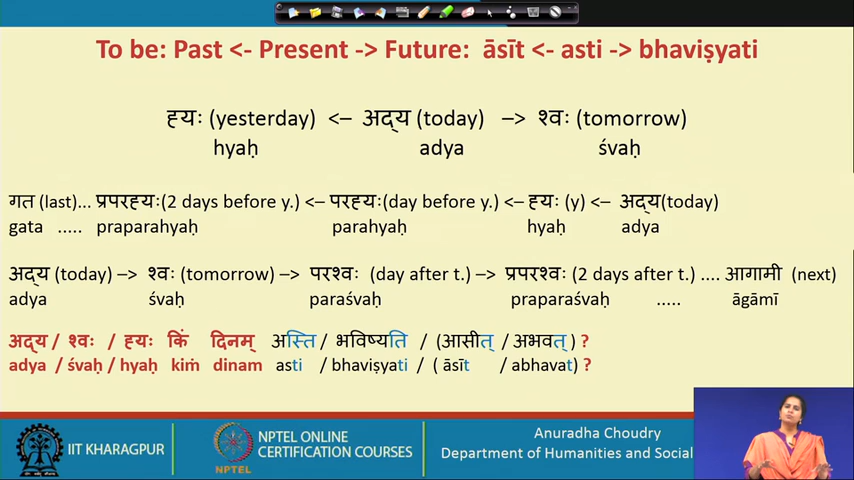 To be: Past <- Present -> Future: āsīt <- asti -> bhaviṣyati
ह्यः (yesterday) <– अद्य (today) –> श्वः (tomorrow)
hyaḥ adya śvaḥ
गत (last)... प्रपरह्यः(2 days before y.) <– परह्यः(day before y.) <– ह्यः (y) <– अद्य(today)
gata ..... praparahyaḥ parahyaḥ hyaḥ adya
अद्य (today) –> श्वः (tomorrow) –> परश्वः (day after t.) –> प्रपरश्वः (2 days after t.) .... आगामी (next)
adya śvaḥ paraśvaḥ praparaśvaḥ ..... āgāmī
अद्य / श्वः / ह्यः किं दिनम् अस्ति / भविष्यति / (आसीत् / अभवत् ) ?
adya / śvaḥ / hyaḥ kiṁ dinam asti / bhaviṣyati / ( āsīt / abhavat) ?
IIT KHARAGPUR
NPTEL
NPTEL ONLINE
CERTIFICATION COURSES
Anuradha Choudry
Department of Humanities and Social